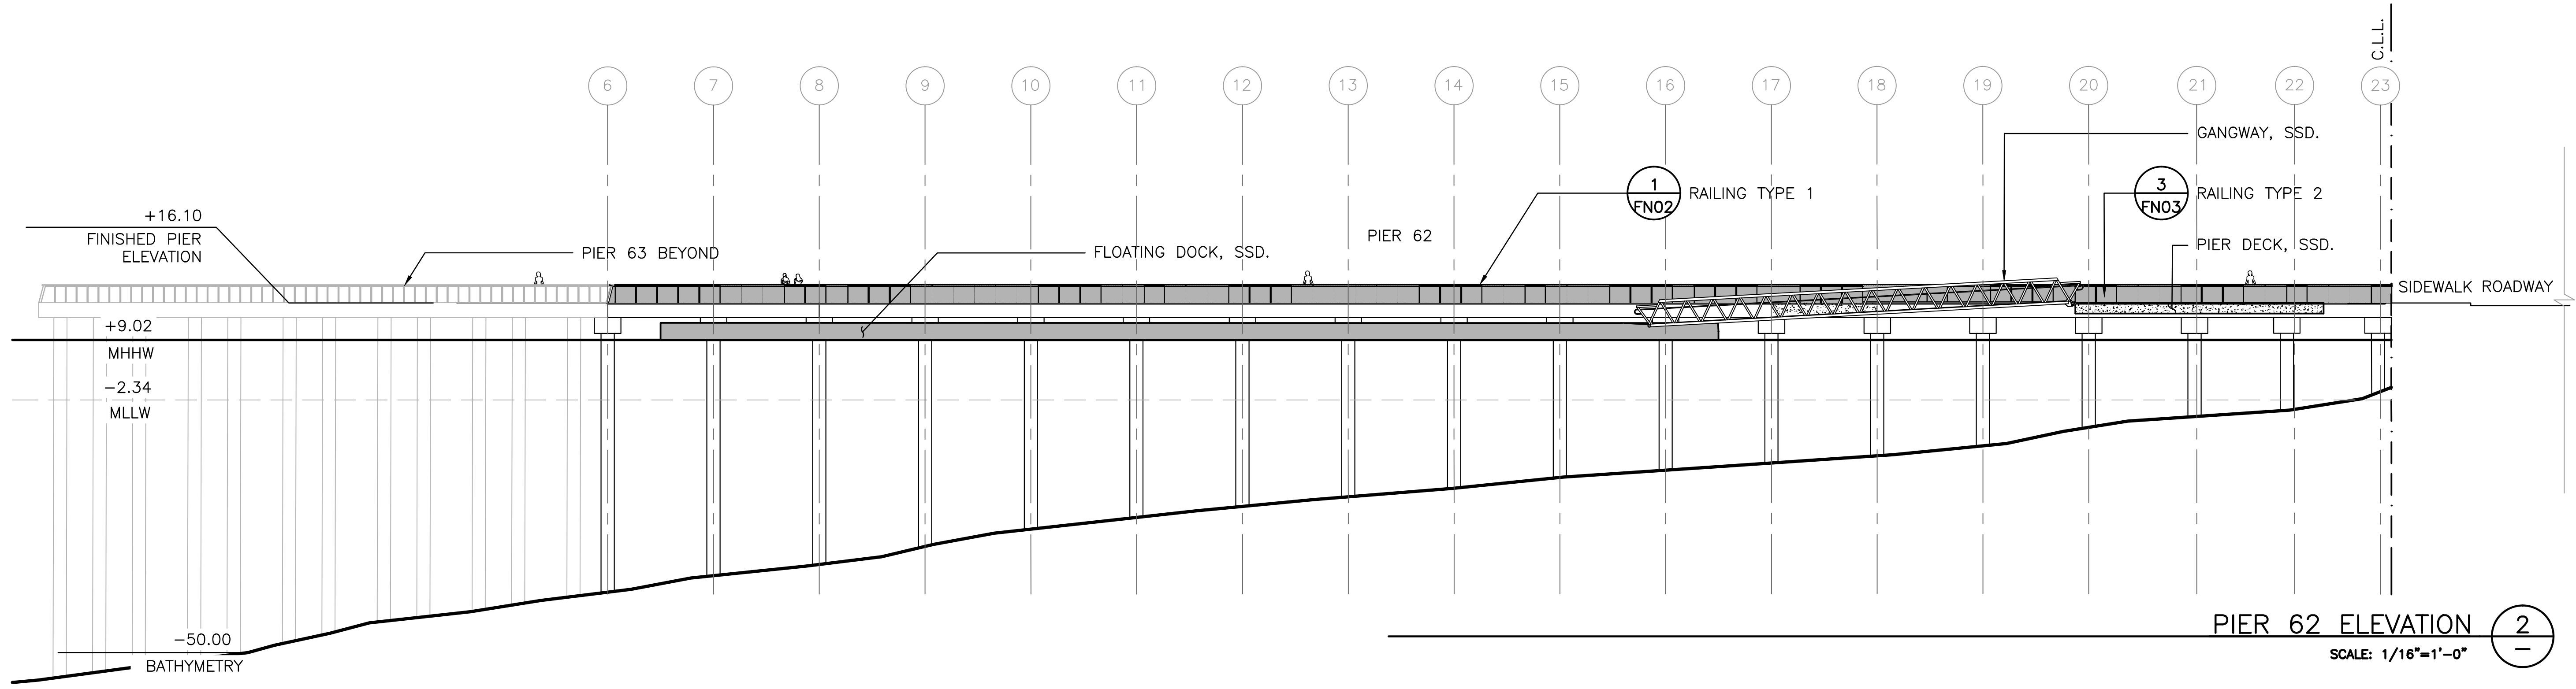 C.L.L.
6 7 8 9 10 11 12 13 14 15 16 17 18 19 20 21 22 23
GANGWAY, SSD.
1
FN02
RAILING TYPE 1
3
FN03
RAILING TYPE 2
+16.10
FINISHED PIER
ELEVATION
PIER 63 BEYOND
FLOATING DOCK, SSD.
PIER 62
PIER DECK, SSD.
SIDEWALK ROADWAY
+9.02
MHHW
−2.34
MLLW
−50.00
BATHYMETRY
PIER 62 ELEVATION
2
–
SCALE: 1/16"=1'−0"